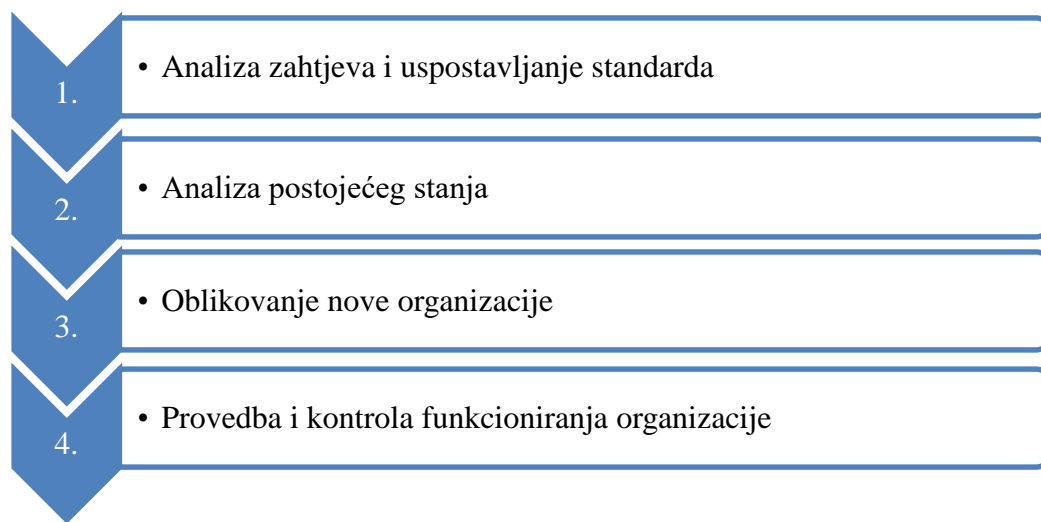 1.
• Analiza zahtjeva i uspostavljanje standarda
2.
• Analiza postojećeg stanja
3.
• Oblikovanje nove organizacije
4.
• Provedba i kontrola funkcioniranja organizacije